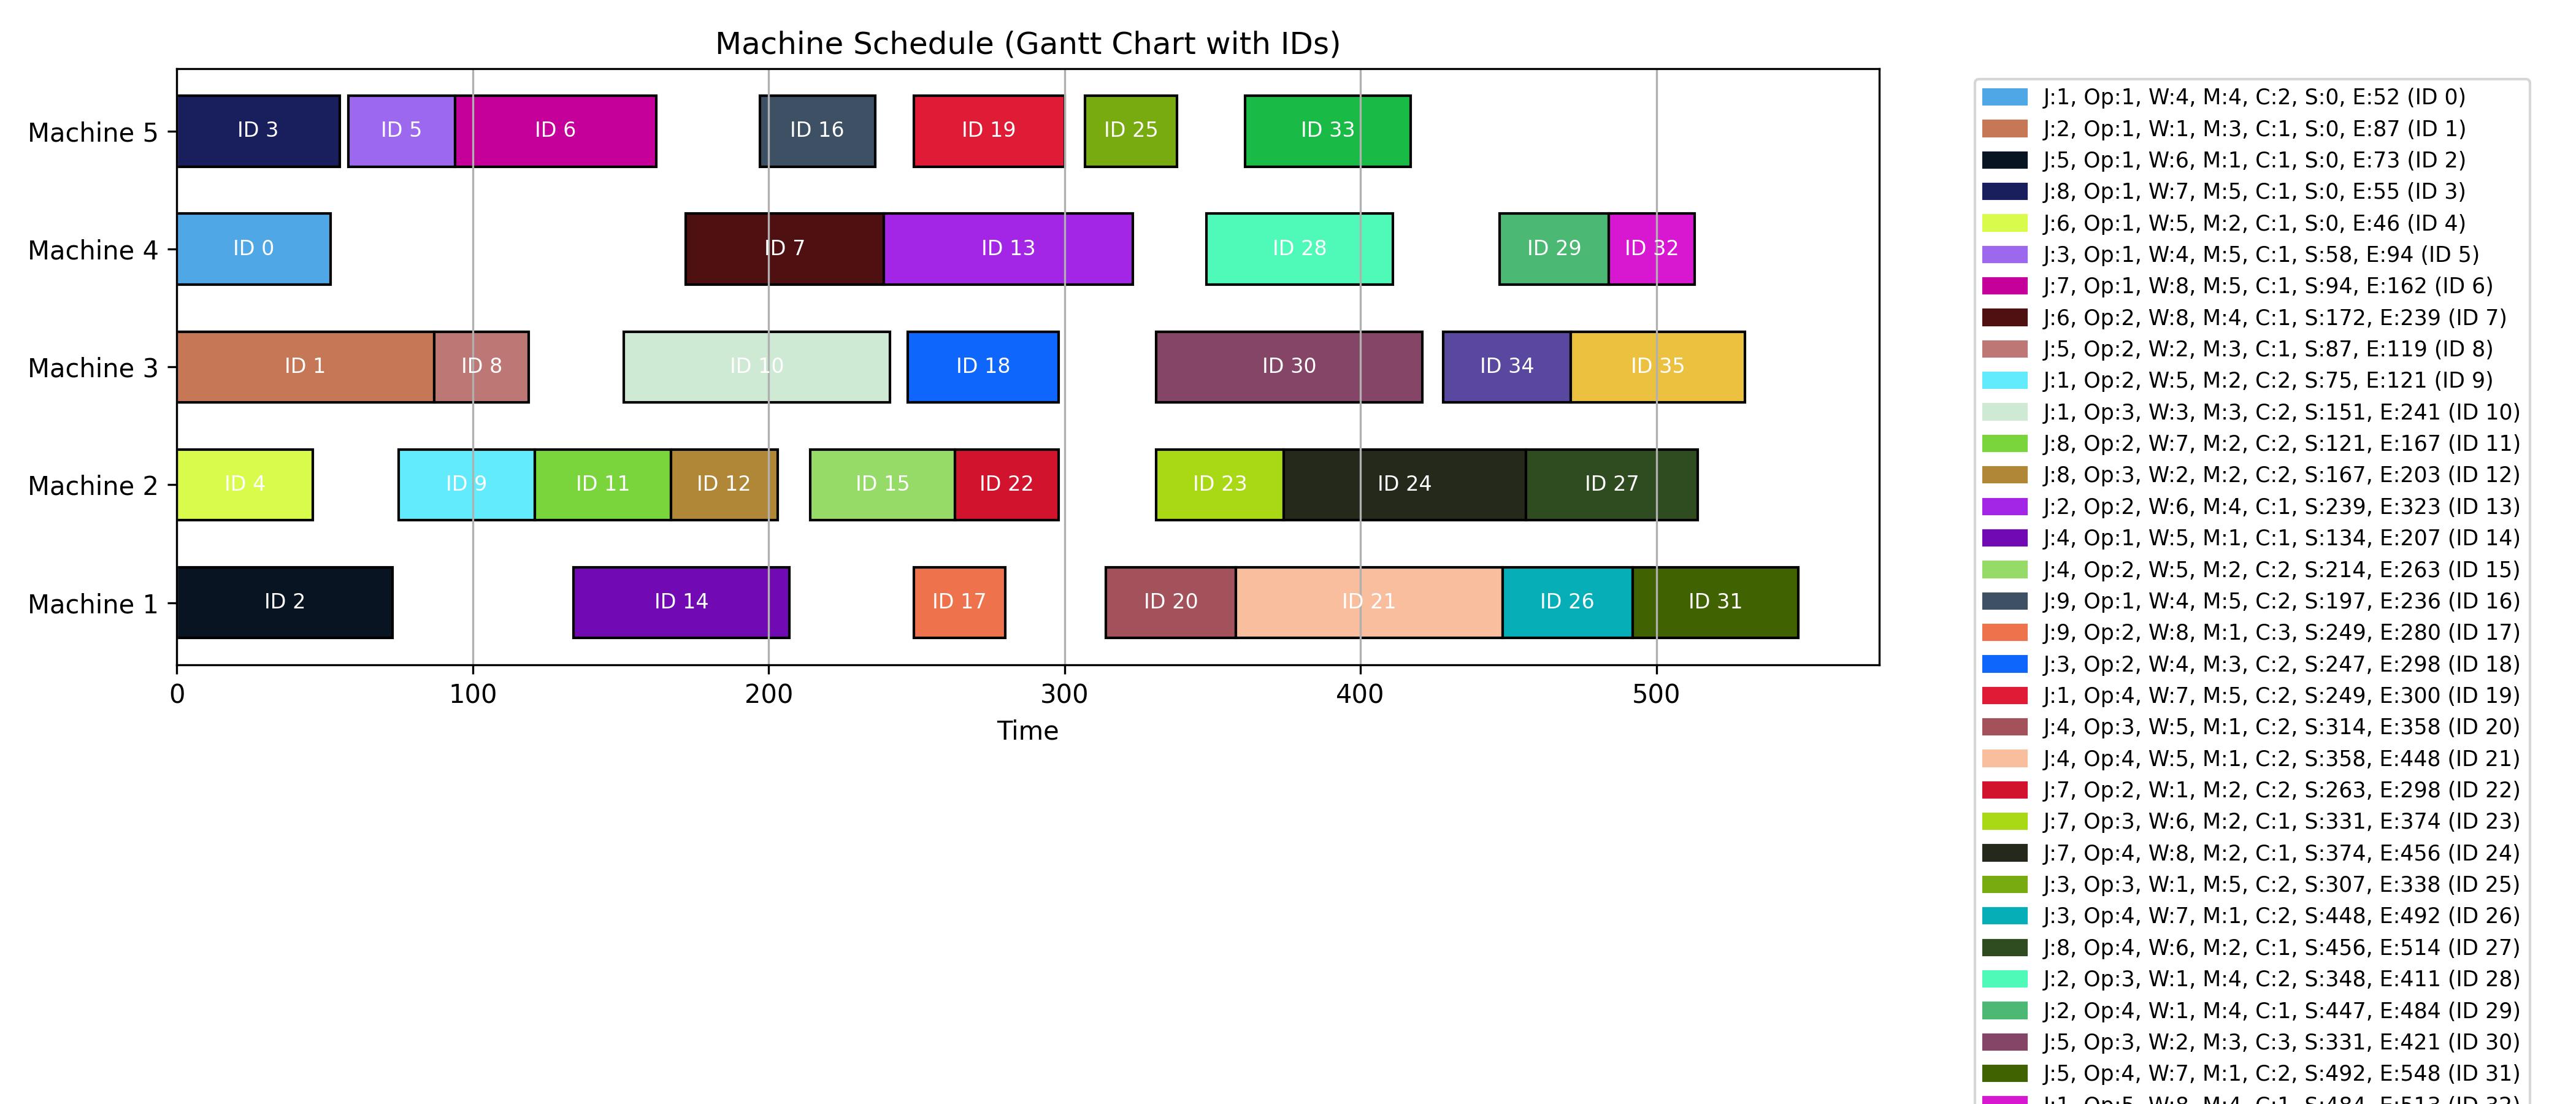 Machine Schedule (Gantt Chart with IDs)
Machine 5
ID 3
ID 5
ID 6
ID 16
ID 19
ID 25
ID 33
Machine 4
ID 0
ID 7
ID 13
ID 28
ID 29
ID 32
Machine 3
ID 1
ID 8
ID 10
ID 18
ID 30
ID 34
ID 35
Machine 2
ID 4
ID 9
ID 11
ID 12
ID 15
ID 22
ID 23
ID 24
ID 27
Machine 1
ID 2
ID 14
ID 17
ID 20
ID 21
ID 26
ID 31
0 100 200 300 400 500
Time
J:1, Op:1, W:4, M:4, C:2, S:0, E:52 (ID 0)
J:2, Op:1, W:1, M:3, C:1, S:0, E:87 (ID 1)
J:5, Op:1, W:6, M:1, C:1, S:0, E:73 (ID 2)
J:8, Op:1, W:7, M:5, C:1, S:0, E:55 (ID 3)
J:6, Op:1, W:5, M:2, C:1, S:0, E:46 (ID 4)
J:3, Op:1, W:4, M:5, C:1, S:58, E:94 (ID 5)
J:7, Op:1, W:8, M:5, C:1, S:94, E:162 (ID 6)
J:6, Op:2, W:8, M:4, C:1, S:172, E:239 (ID 7)
J:5, Op:2, W:2, M:3, C:1, S:87, E:119 (ID 8)
J:1, Op:2, W:5, M:2, C:2, S:75, E:121 (ID 9)
J:1, Op:3, W:3, M:3, C:2, S:151, E:241 (ID 10)
J:8, Op:2, W:7, M:2, C:2, S:121, E:167 (ID 11)
J:8, Op:3, W:2, M:2, C:2, S:167, E:203 (ID 12)
J:2, Op:2, W:6, M:4, C:1, S:239, E:323 (ID 13)
J:4, Op:1, W:5, M:1, C:1, S:134, E:207 (ID 14)
J:4, Op:2, W:5, M:2, C:2, S:214, E:263 (ID 15)
J:9, Op:1, W:4, M:5, C:2, S:197, E:236 (ID 16)
J:9, Op:2, W:8, M:1, C:3, S:249, E:280 (ID 17)
J:3, Op:2, W:4, M:3, C:2, S:247, E:298 (ID 18)
J:1, Op:4, W:7, M:5, C:2, S:249, E:300 (ID 19)
J:4, Op:3, W:5, M:1, C:2, S:314, E:358 (ID 20)
J:4, Op:4, W:5, M:1, C:2, S:358, E:448 (ID 21)
J:7, Op:2, W:1, M:2, C:2, S:263, E:298 (ID 22)
J:7, Op:3, W:6, M:2, C:1, S:331, E:374 (ID 23)
J:7, Op:4, W:8, M:2, C:1, S:374, E:456 (ID 24)
J:3, Op:3, W:1, M:5, C:2, S:307, E:338 (ID 25)
J:3, Op:4, W:7, M:1, C:2, S:448, E:492 (ID 26)
J:8, Op:4, W:6, M:2, C:1, S:456, E:514 (ID 27)
J:2, Op:3, W:1, M:4, C:2, S:348, E:411 (ID 28)
J:2, Op:4, W:1, M:4, C:1, S:447, E:484 (ID 29)
J:5, Op:3, W:2, M:3, C:3, S:331, E:421 (ID 30)
J:5, Op:4, W:7, M:1, C:2, S:492, E:548 (ID 31)
J:1, Op:5, W:8, M:4, C:1, S:484, E:513 (ID 32)